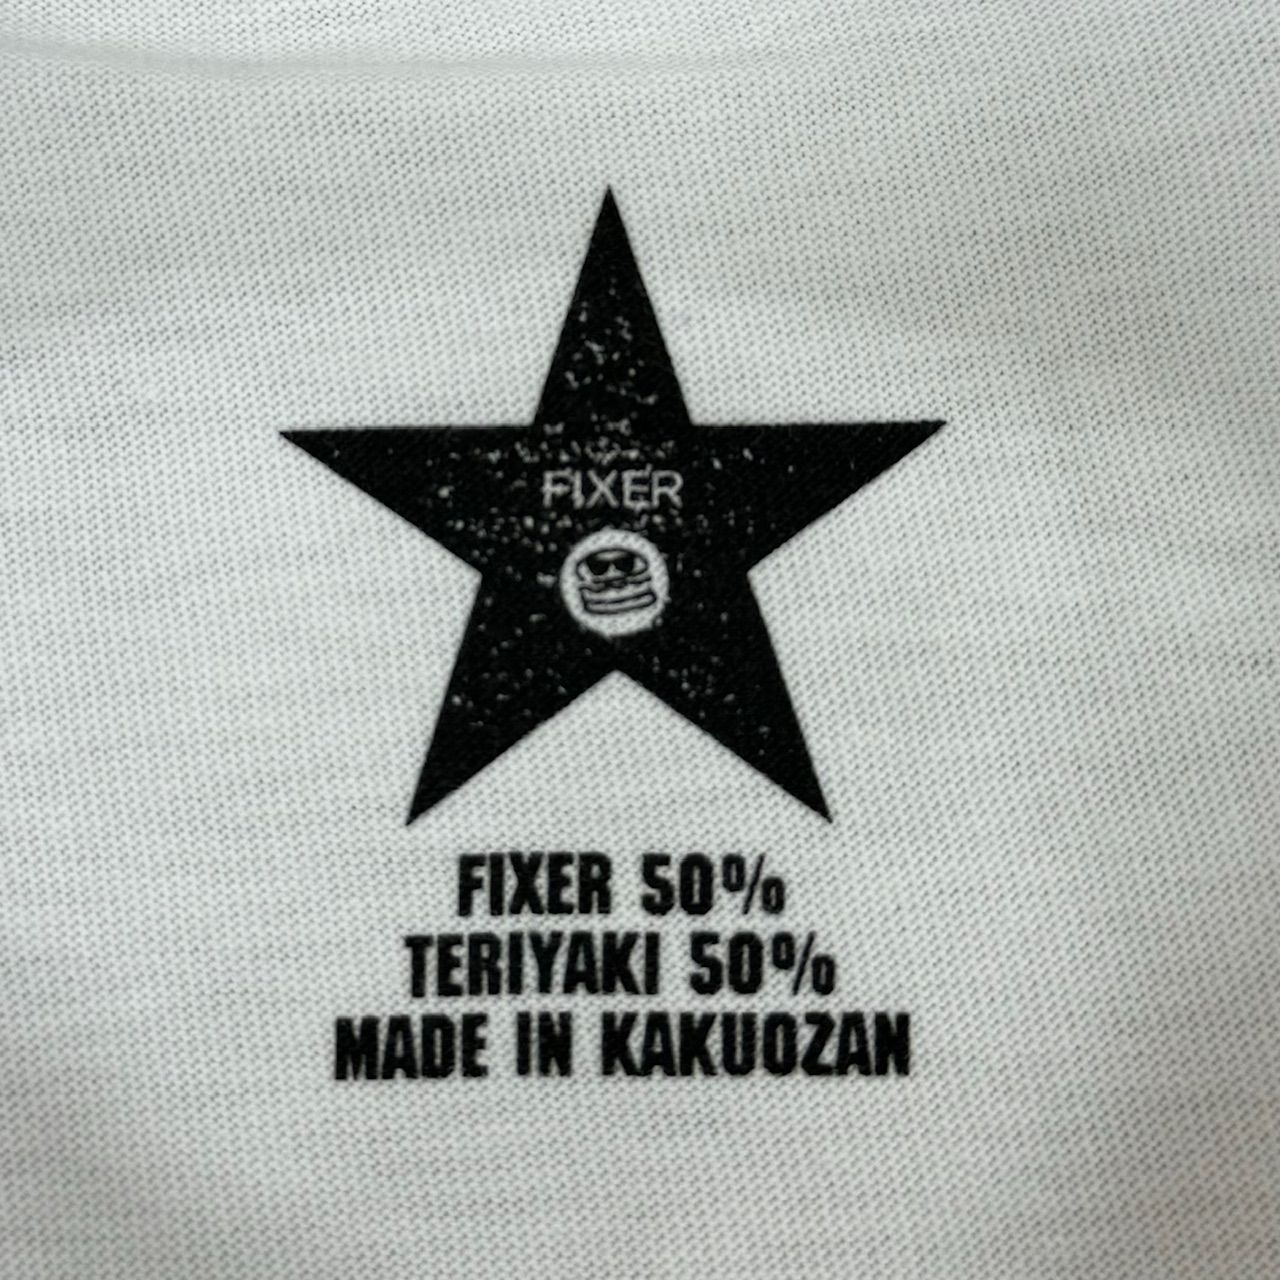 FIXER
FIXER 50%
TERIYAKI 50%
MADE IN KAKUOZAN